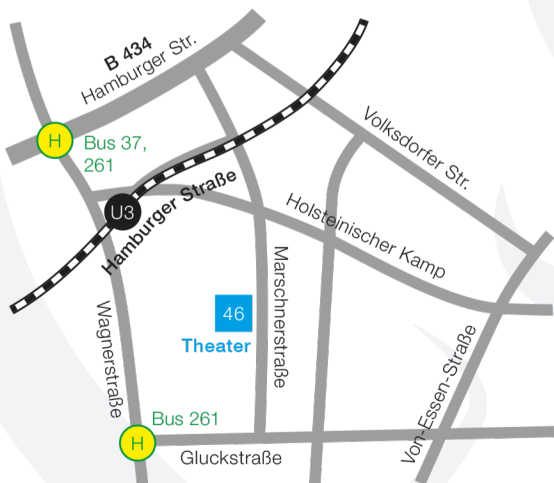 B 434
Hamburger Str.
H
Bus 37,
261
Volksdorfer Str.
U3
Hamburger Straße
Holsteinischer Kamp
46
Theater
Marschnerstraße
Wagnerstraße
Von-Essen-Straße
Bus 261
H
Gluckstraße